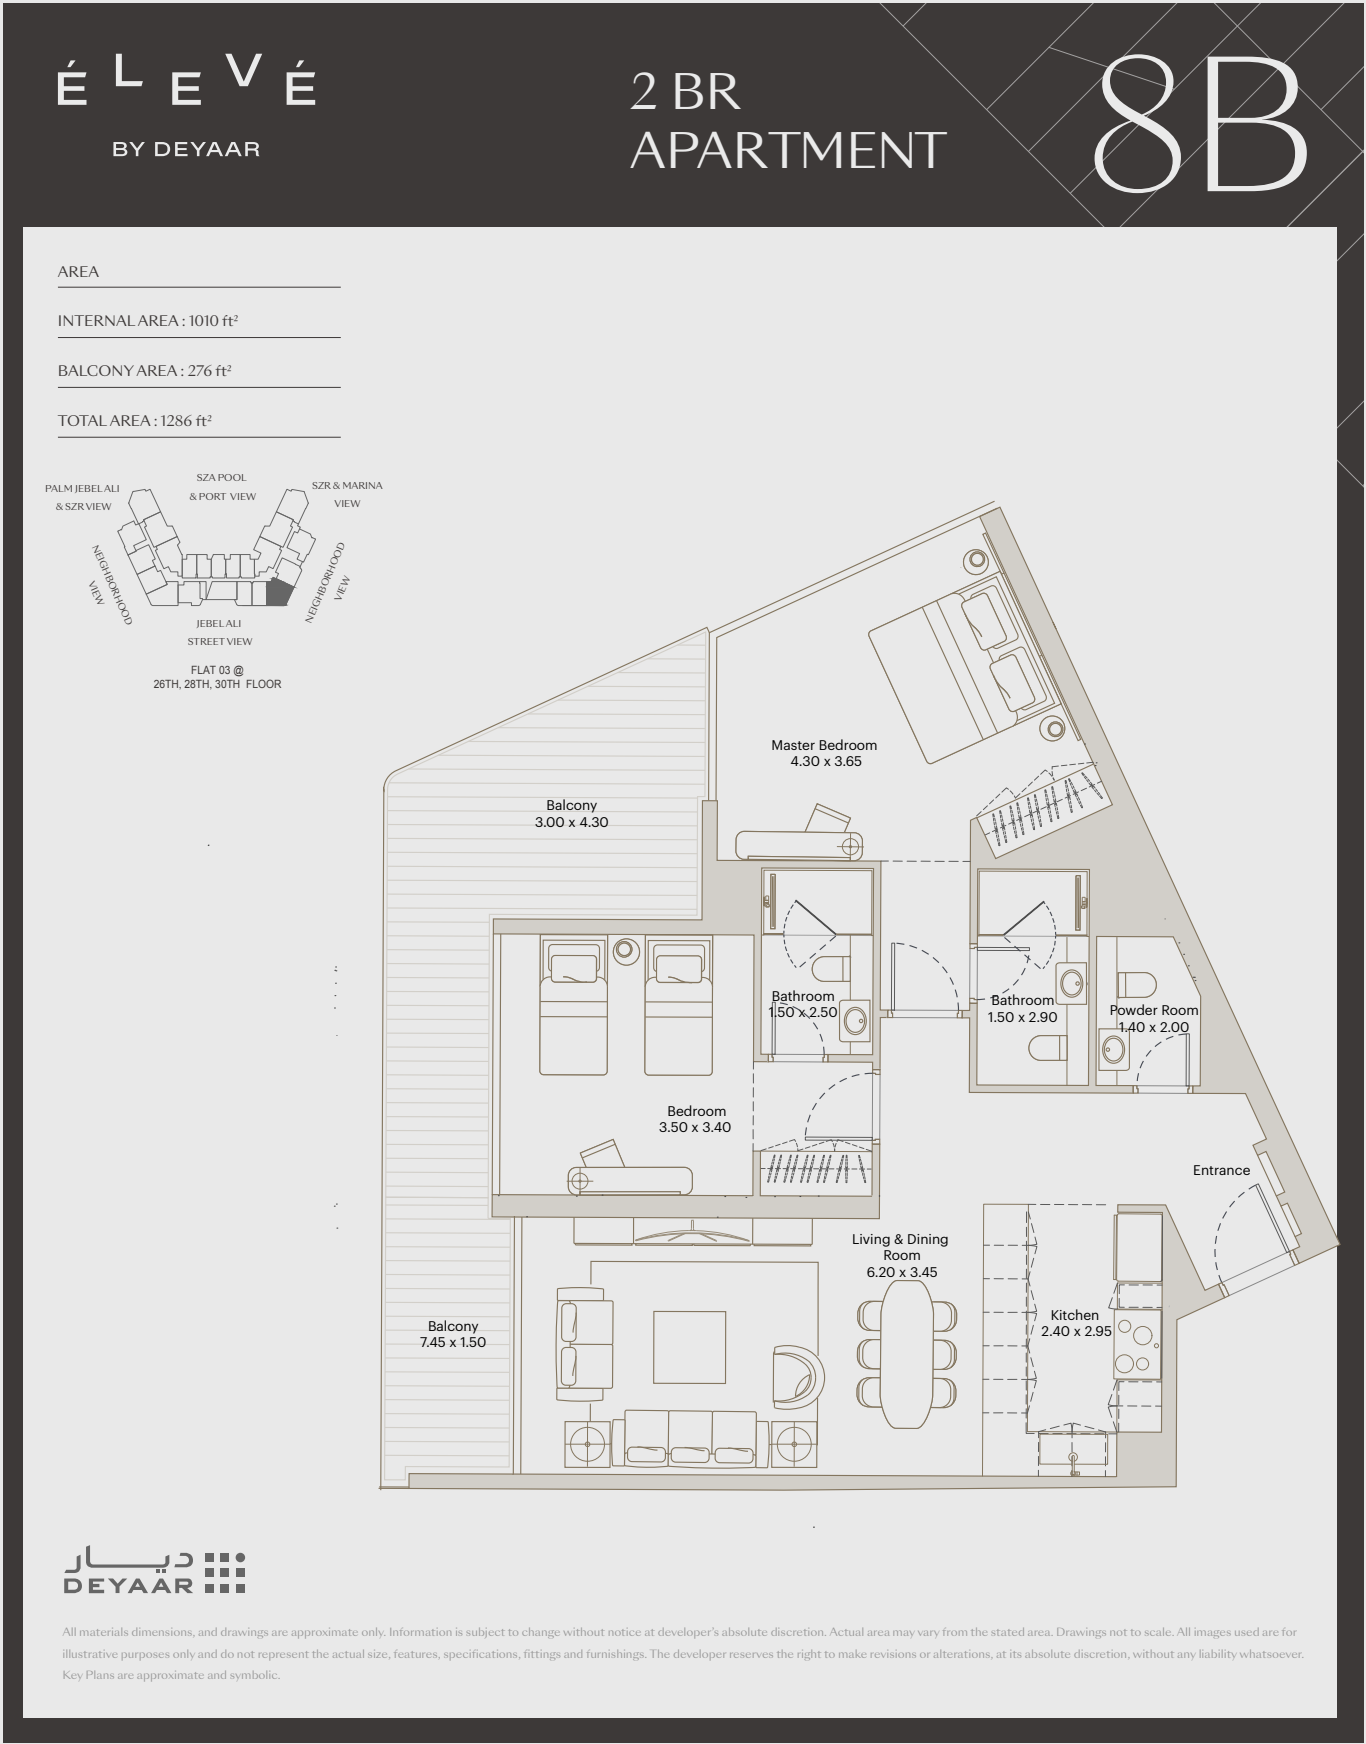 ÉLEVÉ
BY DEYAAR
2 BR
APARTMENT
8B
AREA
INTERNAL AREA : 1010 ft²
BALCONY AREA : 276 ft²
TOTAL AREA : 1286 ft²
PALM JEBEL ALI
& SZR VIEW
SZA POOL
& PORT VIEW
SZR & MARINA
VIEW
NEIGHBORHOOD
VIEW
NEIGHBORHOOD
VIEW
JEBEL ALI
STREET VIEW
FLAT 03 @
26TH, 28TH, 30TH FLOOR
Master Bedroom
4.30 x 3.65
Balcony
3.00 x 4.30
Bathroom
1.50 x 2.50
Bathroom
1.50 x 2.90
Powder Room
1.40 x 2.00
Bedroom
3.50 x 3.40
Entrance
Living & Dining
Room
6.20 x 3.45
Kitchen
2.40 x 2.95
Balcony
7.45 x 1.50
ديار
DEYAAR
All materials dimensions, and drawings are approximate only. Information is subject to change without notice at developer's absolute discretion. Actual area may vary from the stated area. Drawings not to scale. All images used are for
illustrative purposes only and do not represent the actual size, features, specifications, fittings and furnishings. The developer reserves the right to make revisions or alterations, at its absolute discretion, without any liability whatsoever.
Key Plans are approximate and symbolic.